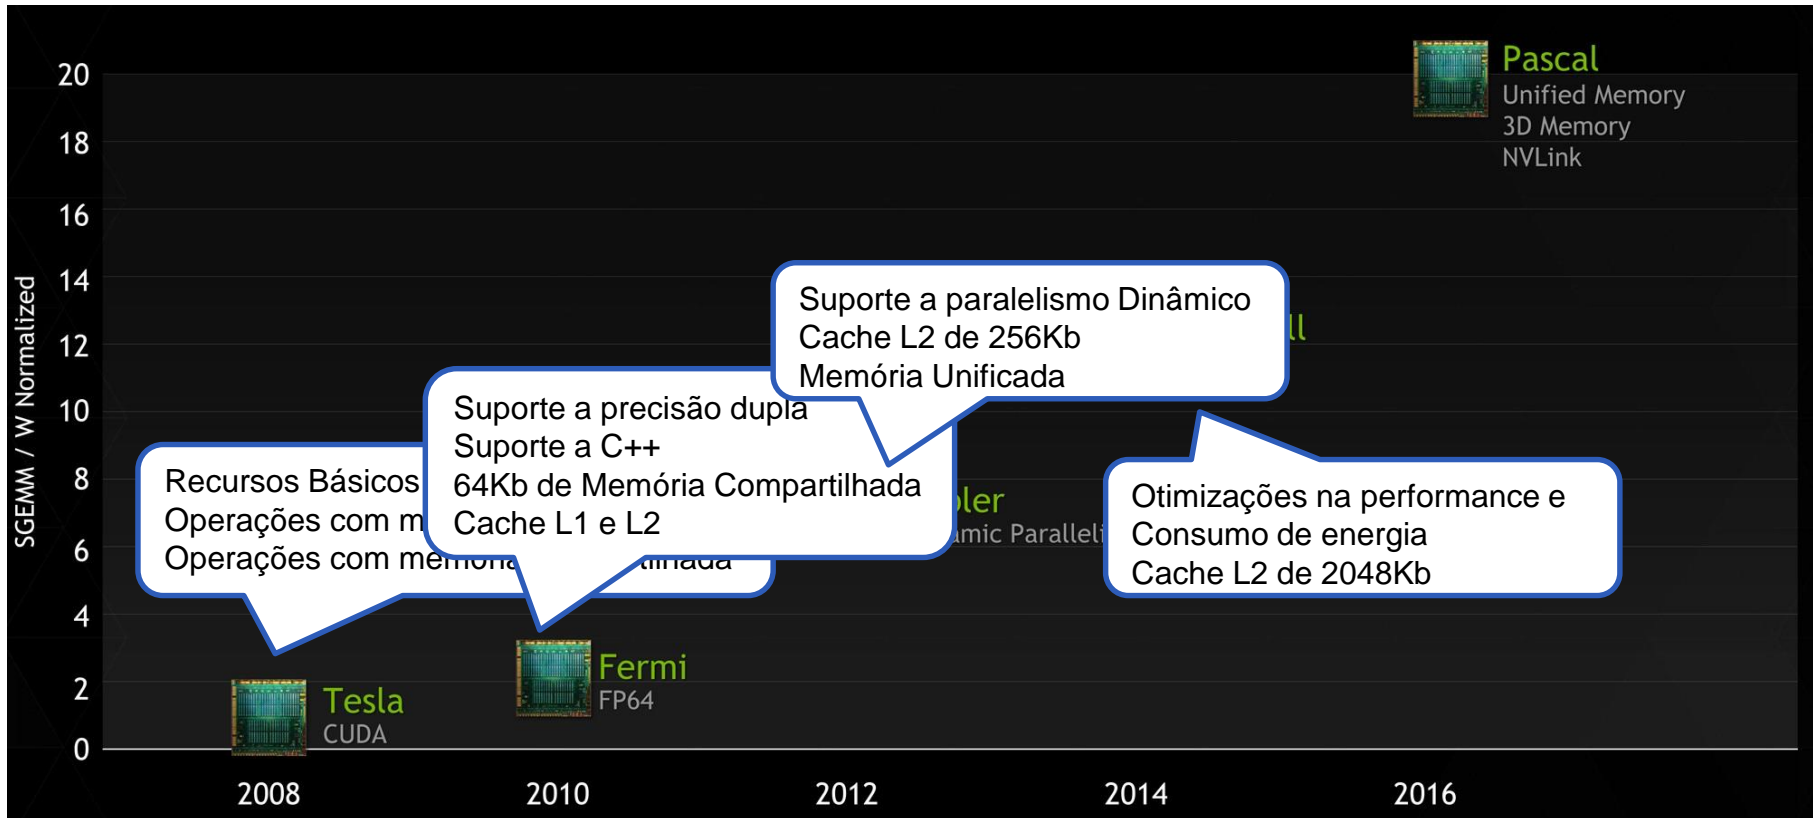 20
18
16
14
12
10
8
6
4
2
0
SGEMM / W Normalized
2008
2010
2012
2014
2016
Pascal
Unified Memory
3D Memory
NVLink
Suporte a paralelismo Dinâmico
Cache L2 de 256Kb
Memória Unificada
Suporte a precisão dupla
Suporte a C++
64Kb de Memória Compartilhada
Cache L1 e L2
Recursos Básicos
Operações com
Operações com
Otimizações na performance e
Consumo de energia
Cache L2 de 2048Kb
Fermi
FP64
Tesla
CUDA